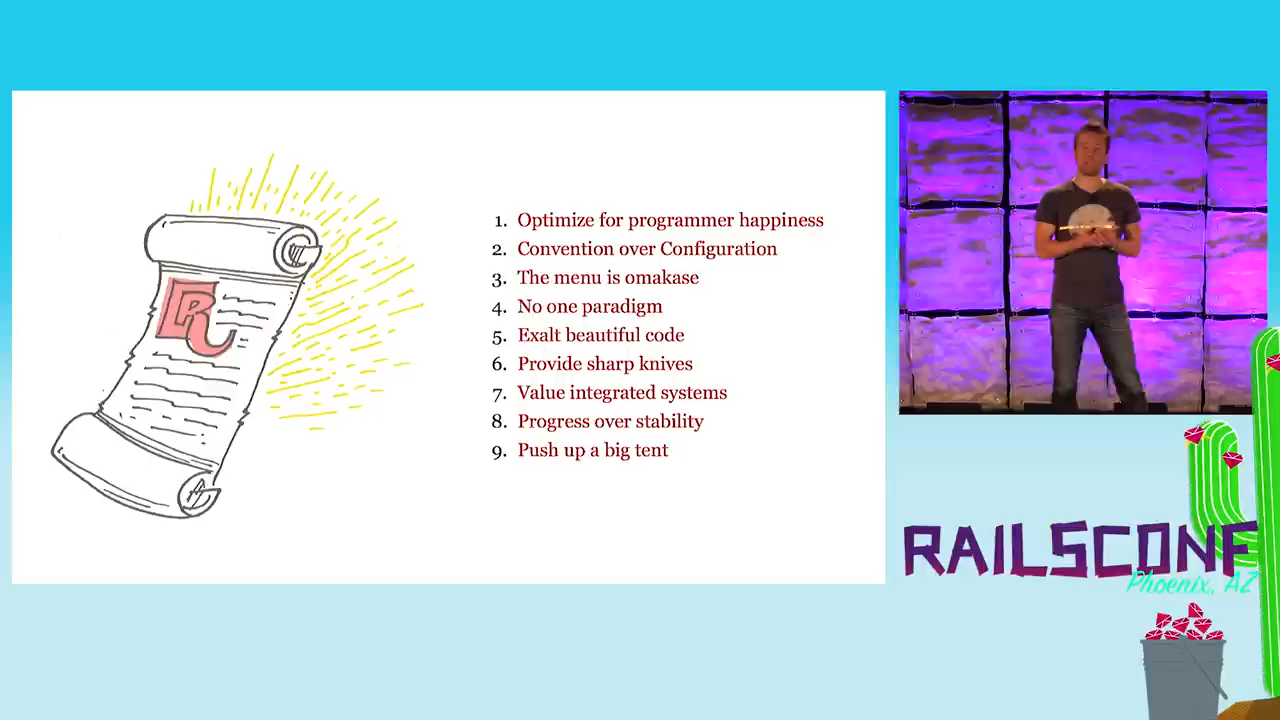 R
1. Optimize for programmer happiness
2. Convention over Configuration
3. The menu is omakase
4. No one paradigm
5. Exalt beautiful code
6. Provide sharp knives
7. Value integrated systems
8. Progress over stability
9. Push up a big tent
RAILSCONF
Phoenix, AZ